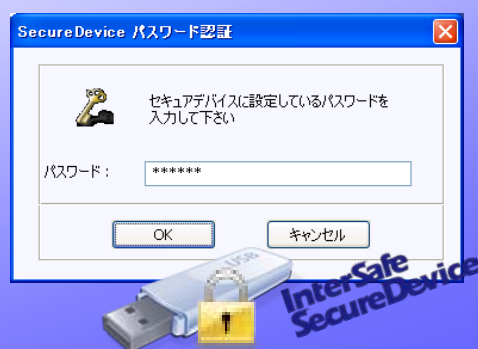 SecureDevice パスワード認証
セキュアデバイスに設定しているパスワードを
入力して下さい
パスワード：
******
OK
キャンセル
USB
InterSafe
SecureDevice